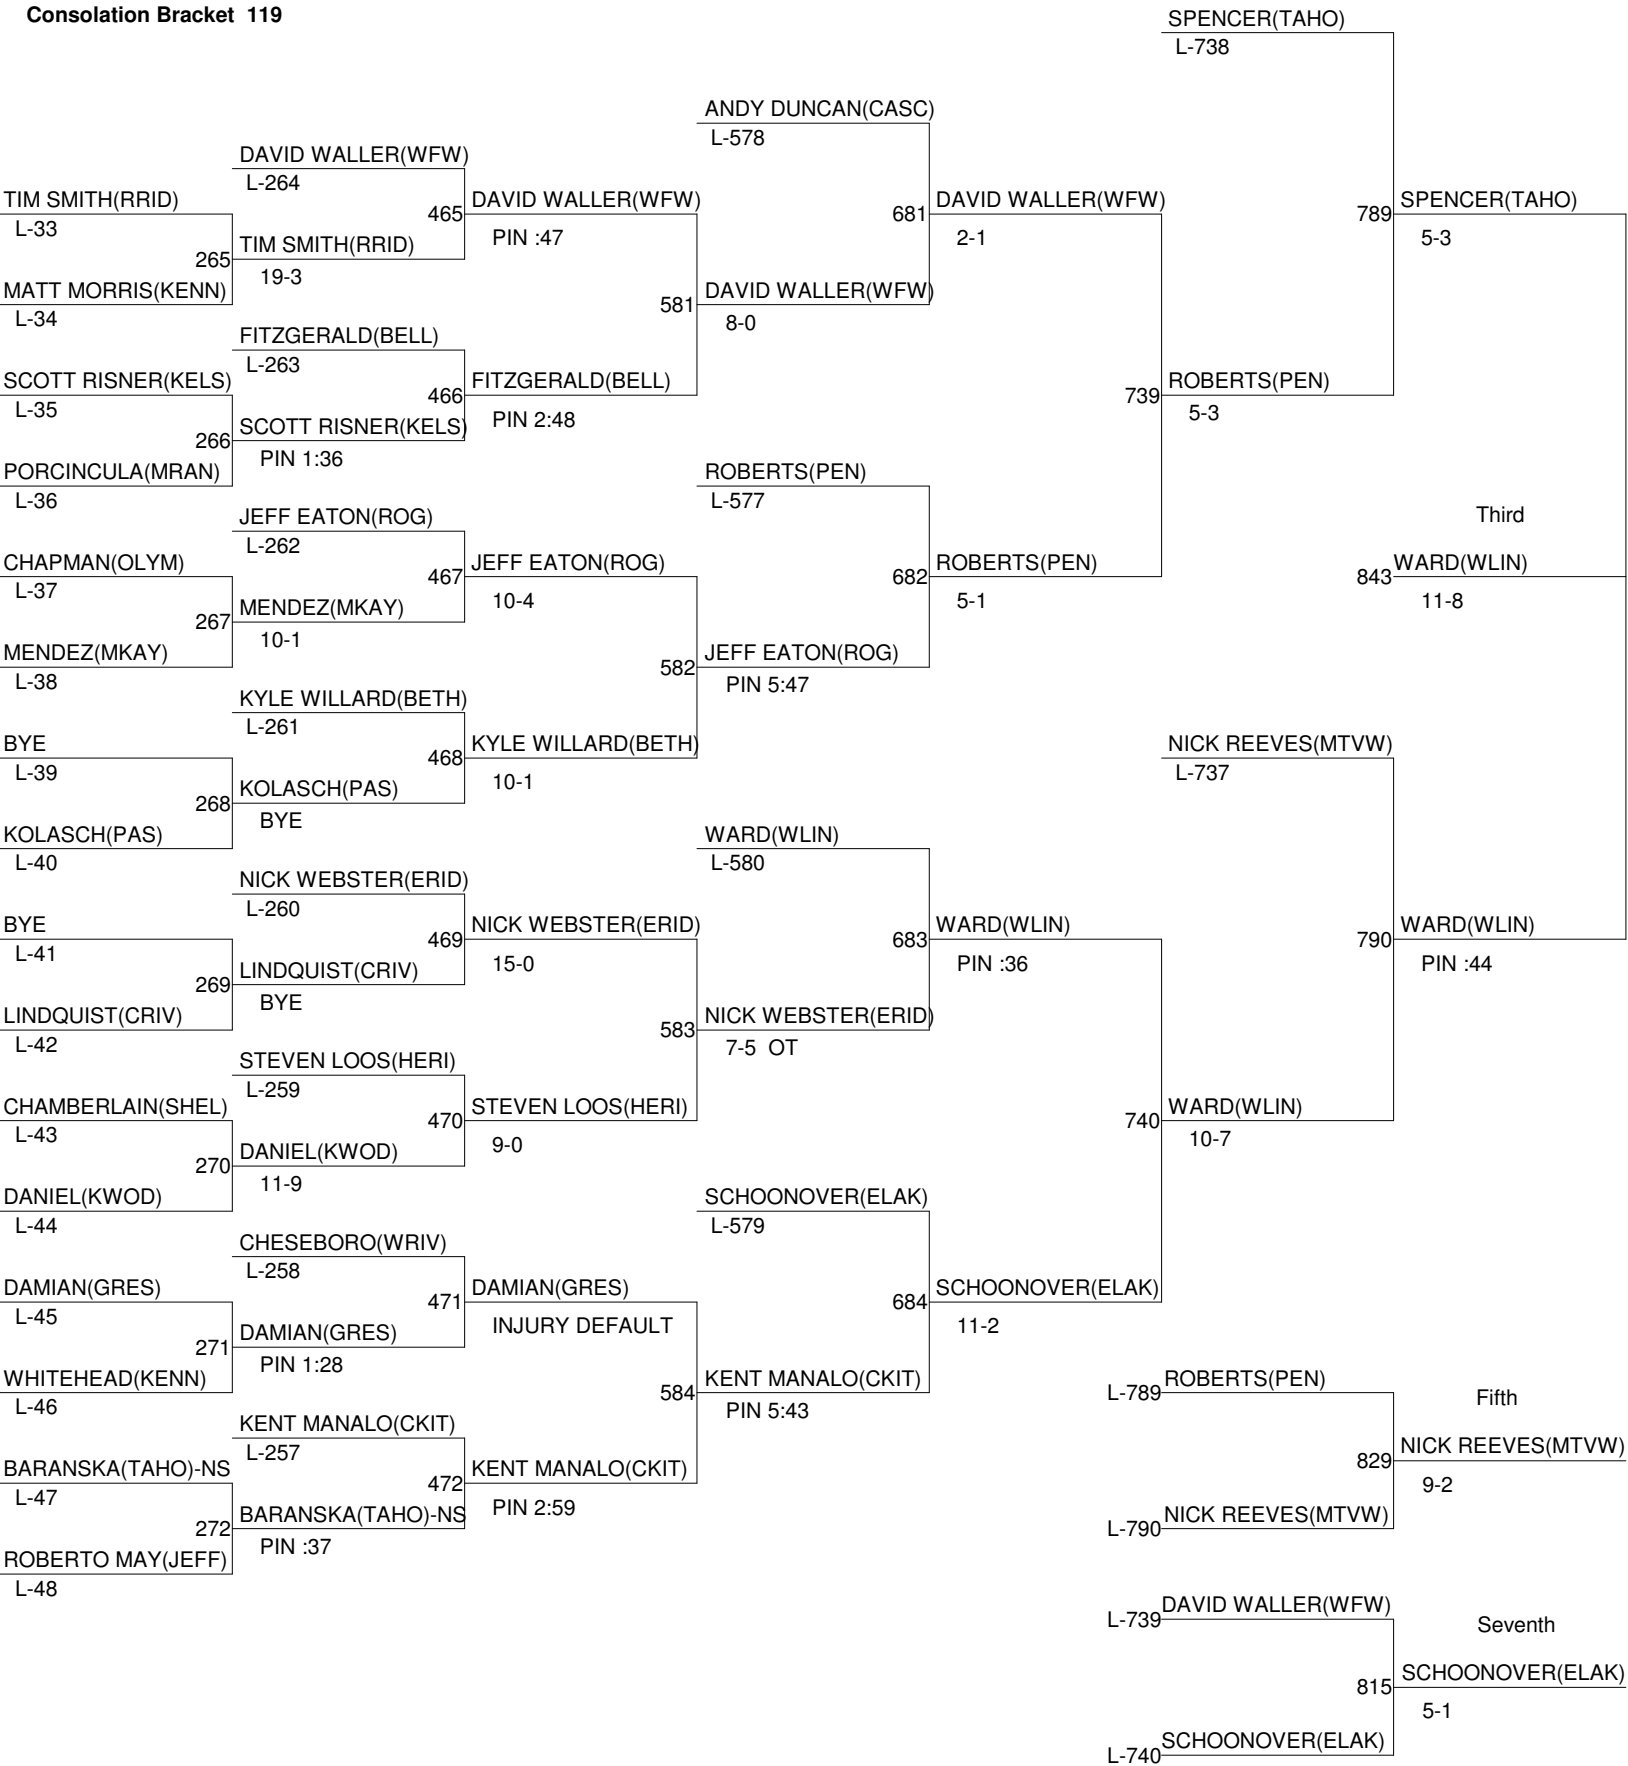 Consolation Bracket 119
TIM SMITH(RRID)
L-33
MATT MORRIS(KENN)
L-34
SCOTT RISNER(KELS)
L-35
PORCINCULA(MRAN)
L-36
CHAPMAN(OLYM)
L-37
MENDEZ(MKAY)
L-38
BYE
L-39
KOLASCH(PAS)
L-40
BYE
L-41
LINDQUIST(CRIV)
L-42
CHAMBERLAIN(SHEL)
L-43
DANIEL(KWOD)
L-44
DAMIAN(GRES)
L-45
WHITEHEAD(KENN)
L-46
BARANSKA(TAHO)-NS
L-47
ROBERTO MAY(JEFF)
L-48
DAVID WALLER(WFW)
L-264
265 TIM SMITH(RRID)
19-3
FITZGERALD(BELL)
L-263
266 SCOTT RISNER(KELS)
PIN 1:36
JEFF EATON(ROG)
L-262
267 MENDEZ(MKAY)
10-1
KYLE WILLARD(BETH)
L-261
268 KOLASCH(PAS)
BYE
NICK WEBSTER(ERID)
L-260
269 LINDQUIST(CRIV)
BYE
STEVEN LOOS(HERI)
L-259
270 DANIEL(KWOD)
11-9
CHESEBORO(WRIV)
L-258
271 DAMIAN(GRES)
PIN 1:28
KENT MANALO(CKIT)
L-257
272 BARANSKA(TAHO)-NS
PIN :37
465 DAVID WALLER(WFW)
PIN :47
466 FITZGERALD(BELL)
PIN 2:48
467 JEFF EATON(ROG)
10-4
468 KYLE WILLARD(BETH)
10-1
469 NICK WEBSTER(ERID)
15-0
470 STEVEN LOOS(HERI)
9-0
471 DAMIAN(GRES)
INJURY DEFAULT
472 KENT MANALO(CKIT)
PIN 2:59
ANDY DUNCAN(CASC)
L-578
581 DAVID WALLER(WFW)
8-0
ROBERTS(PEN)
L-577
582 JEFF EATON(ROG)
PIN 5:47
WARD(WLIN)
L-580
583 NICK WEBSTER(ERID)
7-5 OT
SCHOONOVER(ELAK)
L-579
584 KENT MANALO(CKIT)
PIN 5:43
681 DAVID WALLER(WFW)
2-1
682 ROBERTS(PEN)
5-1
683 WARD(WLIN)
PIN :36
684 SCHOONOVER(ELAK)
11-2
SPENCER(TAHO)
L-738
739 ROBERTS(PEN)
5-3
NICK REEVES(MTVW)
L-737
740 WARD(WLIN)
10-7
789 SPENCER(TAHO)
5-3
790 WARD(WLIN)
PIN :44
Third
843 WARD(WLIN)
11-8
L-789 ROBERTS(PEN)
Fifth
829 NICK REEVES(MTVW)
9-2
L-790 NICK REEVES(MTVW)
L-739 DAVID WALLER(WFW)
Seventh
815 SCHOONOVER(ELAK)
5-1
L-740 SCHOONOVER(ELAK)